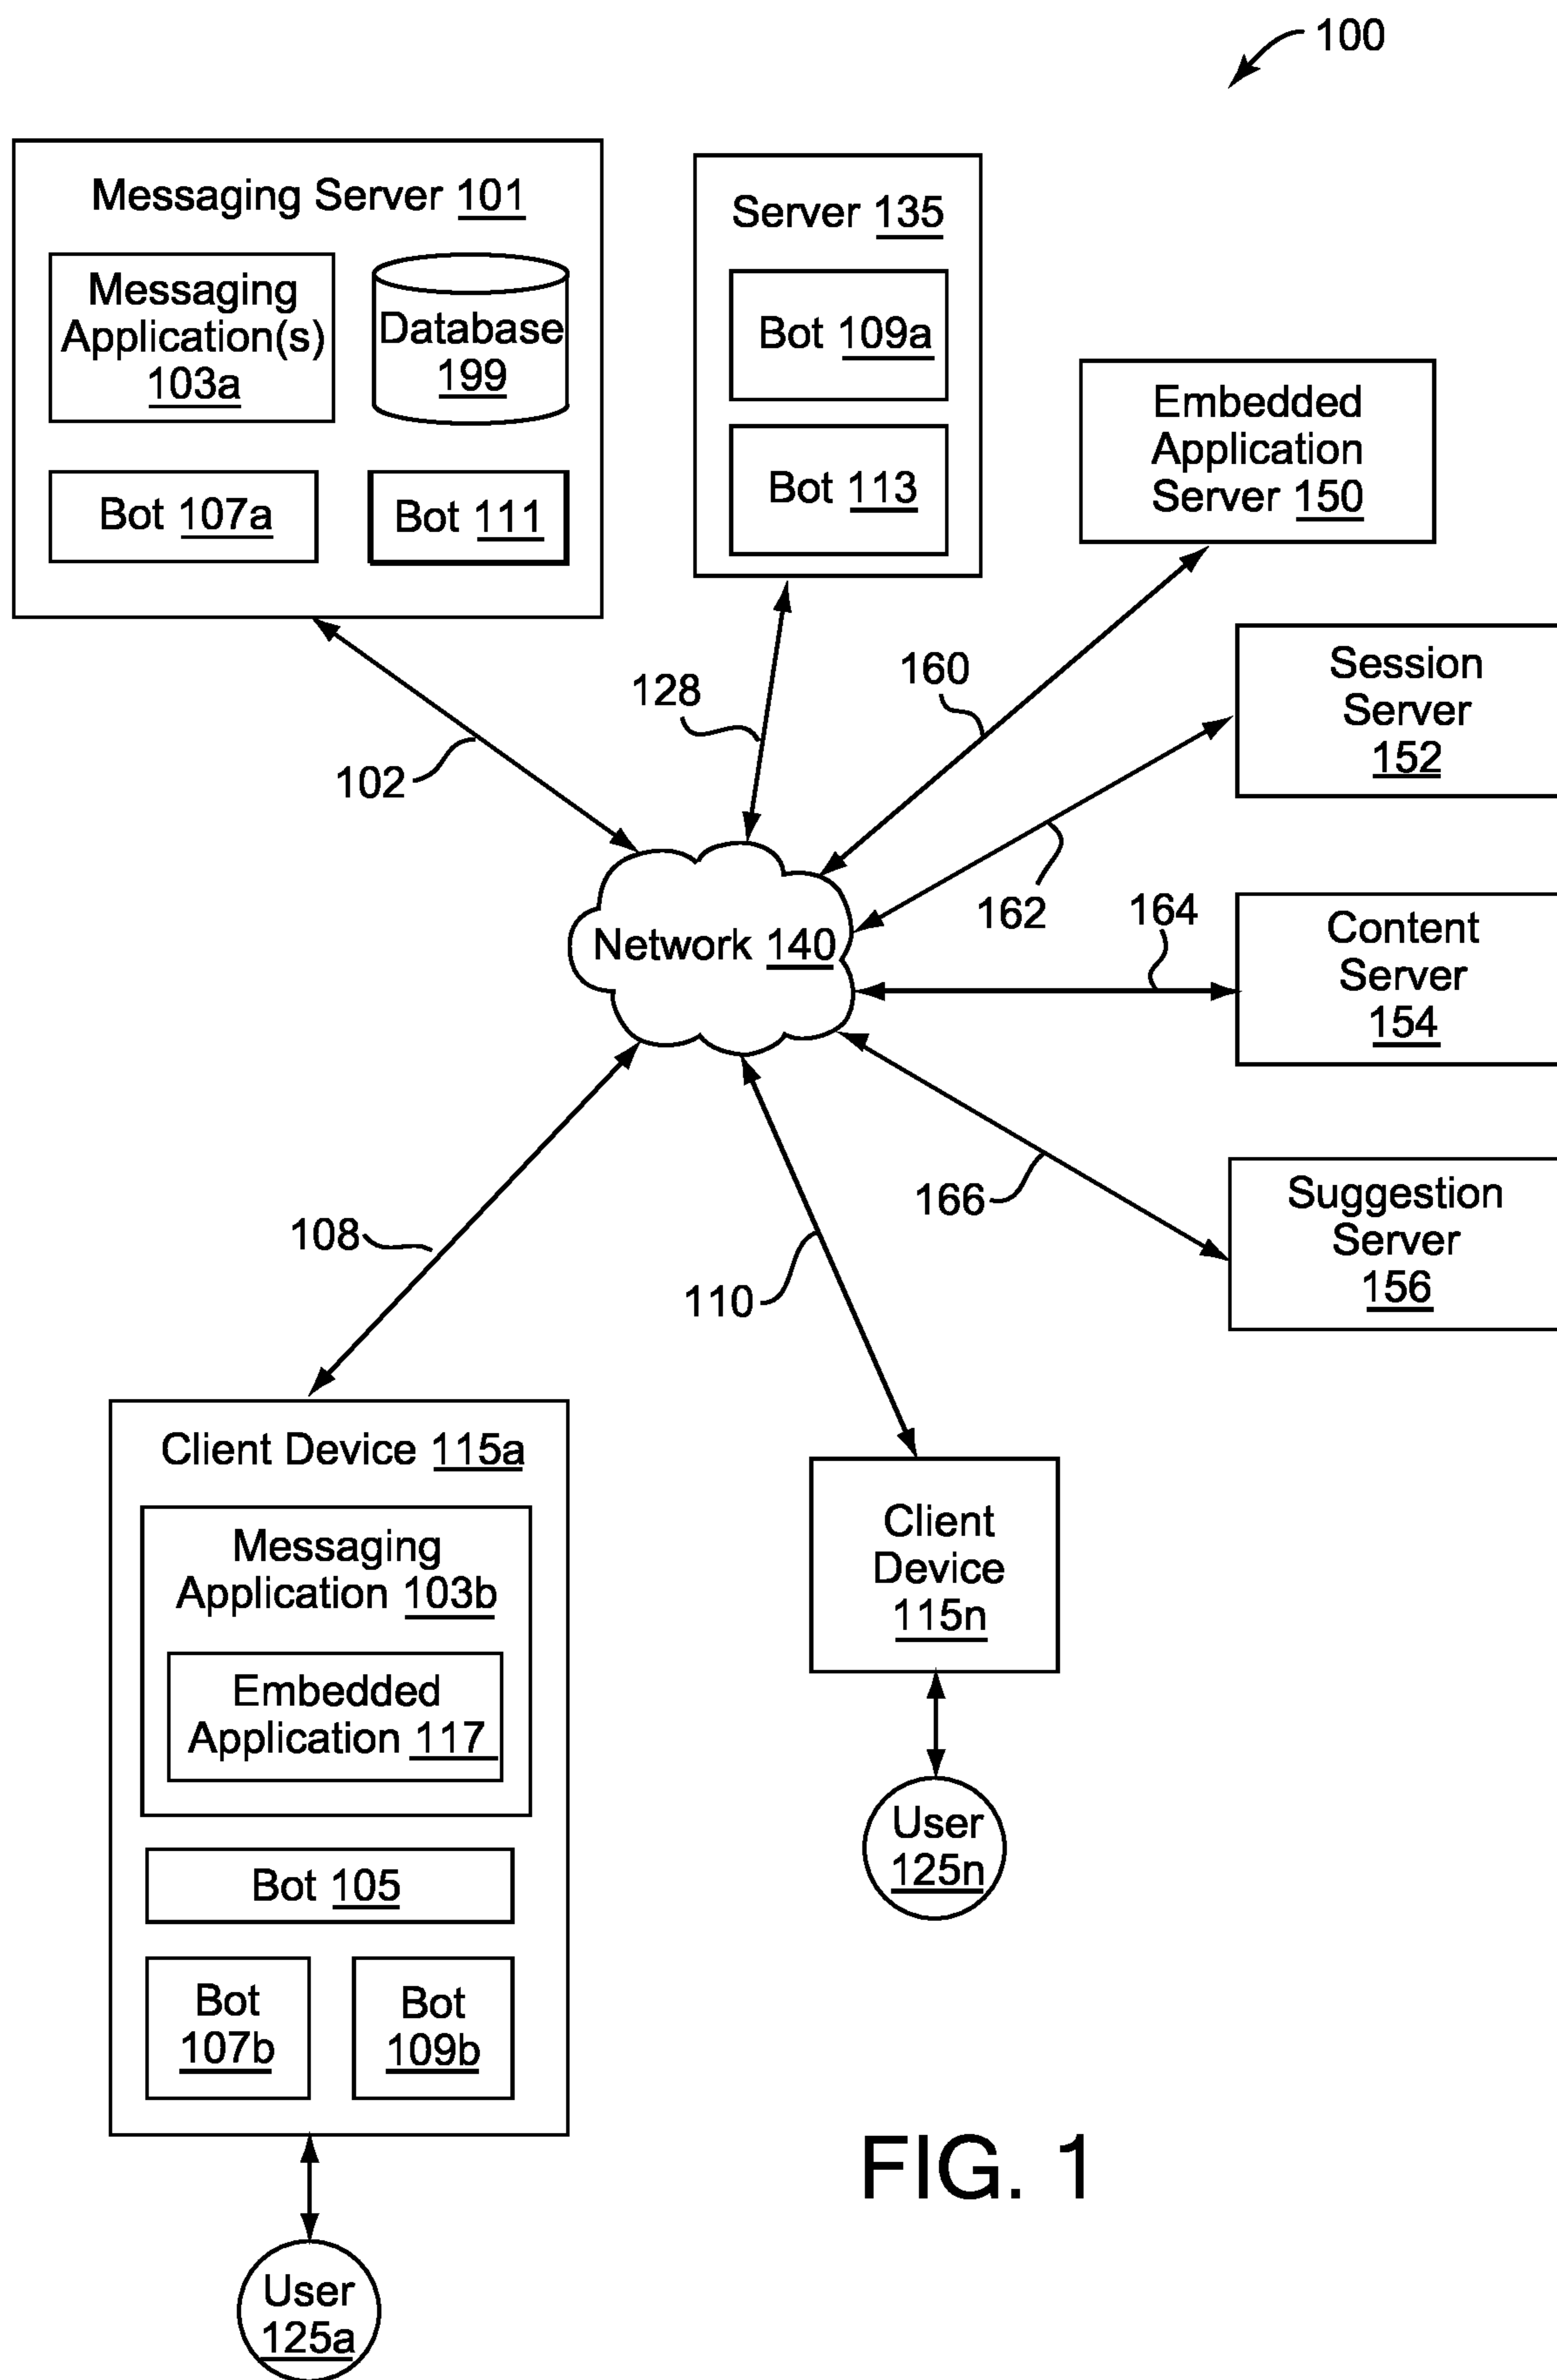 100
Messaging Server 101
Messaging
Application(s)
103a
Database
199
Bot 107a
Bot 111
Server 135
Bot 109a
Bot 113
Embedded
Application
Server 150
Session
Server
152
Content
Server
154
Suggestion
Server
156
102
128
160
162
164
166
Network 140
108
110
Client Device 115a
Messaging
Application 103b
Embedded
Application 117
Bot 105
Bot
107b
Bot
109b
User
125a
Client
Device
115n
User
125n
FIG. 1